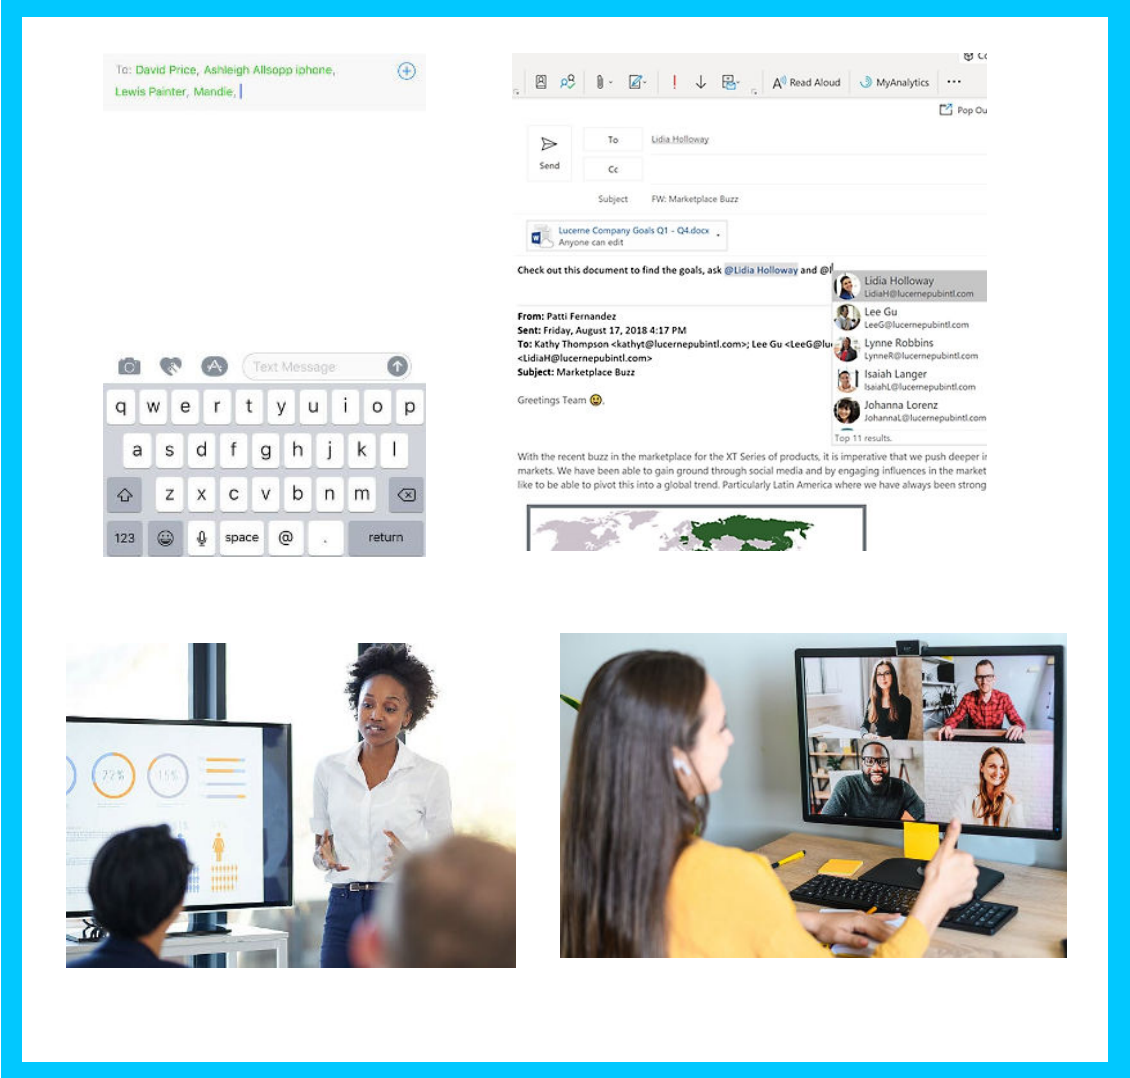 To: David Price, Ashleigh Allsopp iphone,
Lewis Painter, Mandie,
Text Message
q w e r t y u i o p
a s d f g h j k l
z x c v b n m
123 space @ . return
Read Aloud MyAnalytics ...
Pop Ou
To Lidia Holloway
Send
Cc
Subject FW: Marketplace Buzz
Lucerne Company Goals Q1 - Q4.docx
Anyone can edit
Check out this document to find the goals, ask @Lidia Holloway and @l
Lidia Holloway
LidiaH@lucernepubintl.com
Lee Gu
LeeG@lucernepubintl.com
Lynne Robbins
LynneR@lucernepubintl.com
Isaiah Langer
IsaiahL@lucernepubintl.com
Johanna Lorenz
JohannaL@lucernepubintl.com
Top 11 results.
From: Patti Fernandez
Sent: Friday, August 17, 2018 4:17 PM
To: Kathy Thompson <kathyt@lucernepubintl.com>; Lee Gu <LeeG@lu
<LidiaH@lucernepubintl.com>
Subject: Marketplace Buzz
Greetings Team 😀,
With the recent buzz in the marketplace for the XT Series of products, it is imperative that we push deeper i
markets. We have been able to gain ground through social media and by engaging influences in the market
like to be able to pivot this into a global trend. Particularly Latin America where we have always been strong
72% 15%